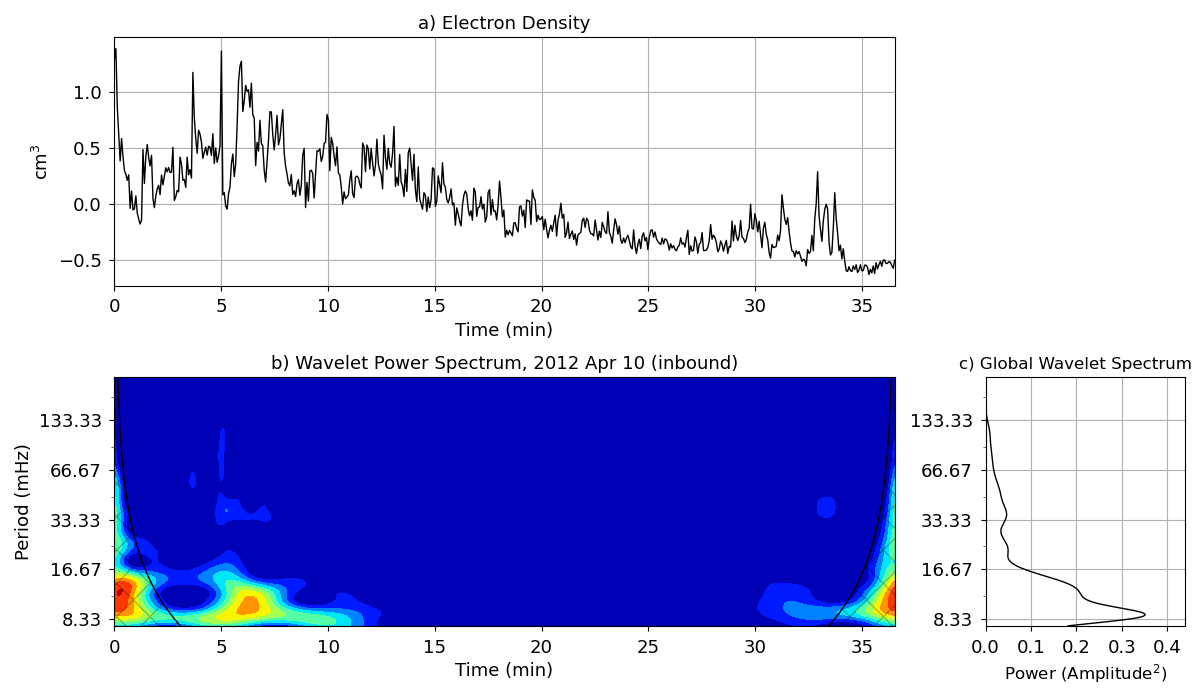 a) Electron Density
cm³
1.0
0.5
0.0
−0.5
0 5 10 15 20 25 30 35
Time (min)
b) Wavelet Power Spectrum, 2012 Apr 10 (inbound)
Period (mHz)
133.33
66.67
33.33
16.67
8.33
0 5 10 15 20 25 30 35
Time (min)
c) Global Wavelet Spectrum
133.33
66.67
33.33
16.67
8.33
0.0 0.1 0.2 0.3 0.4
Power (Amplitude²)